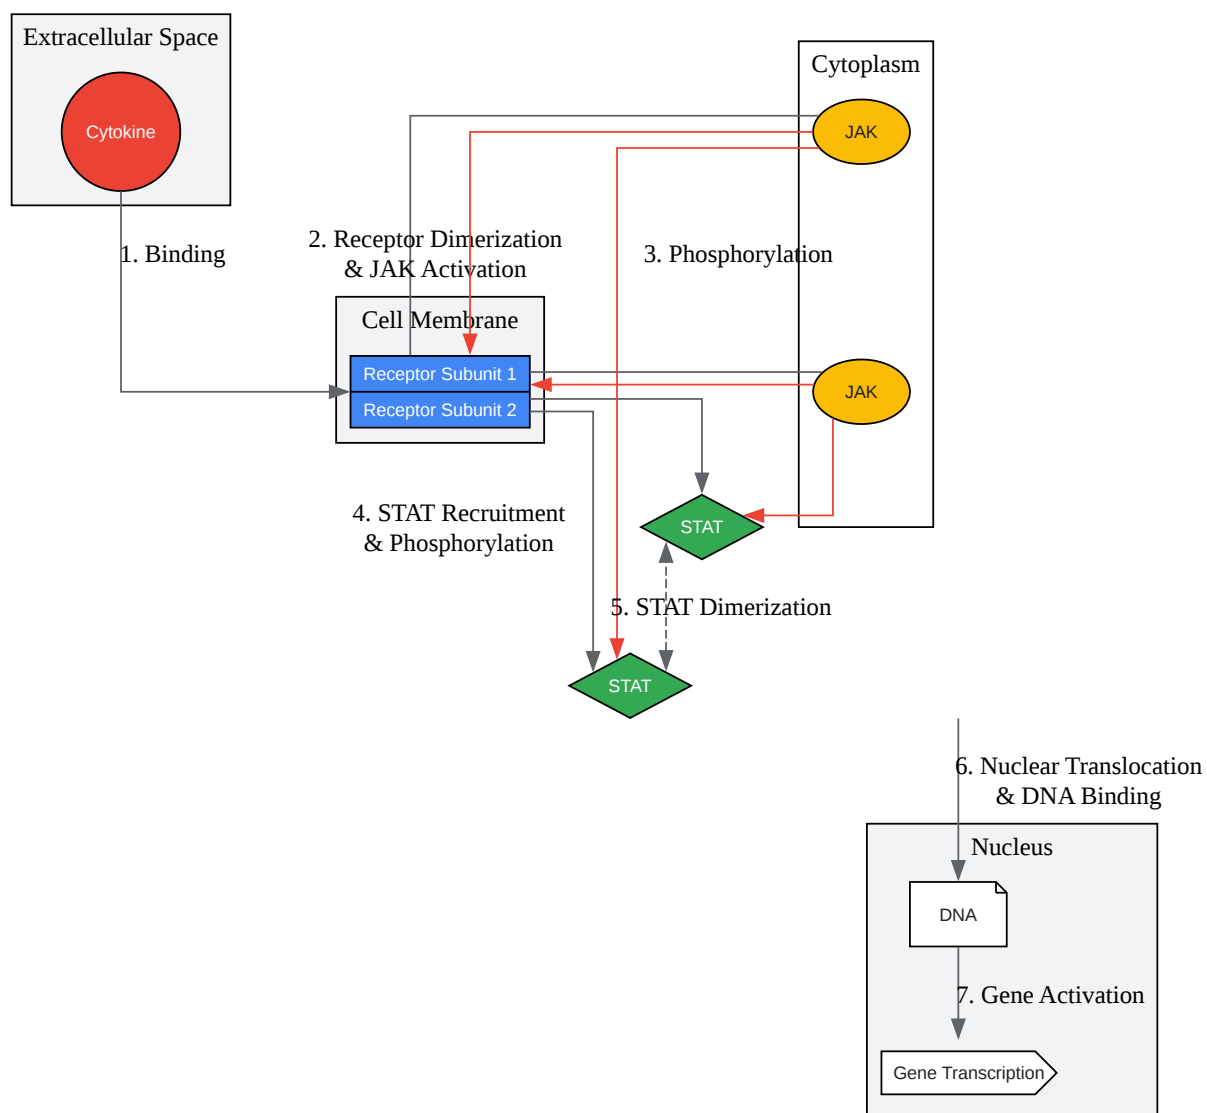 Extracellular Space
Cytokine
Cytoplasm
JAK
1. Binding
2. Receptor Dimerization
& JAK Activation
3. Phosphorylation
Cell Membrane
Receptor Subunit 1
Receptor Subunit 2
JAK
4. STAT Recruitment
& Phosphorylation
STAT
5. STAT Dimerization
STAT
6. Nuclear Translocation
& DNA Binding
Nucleus
DNA
7. Gene Activation
Gene Transcription